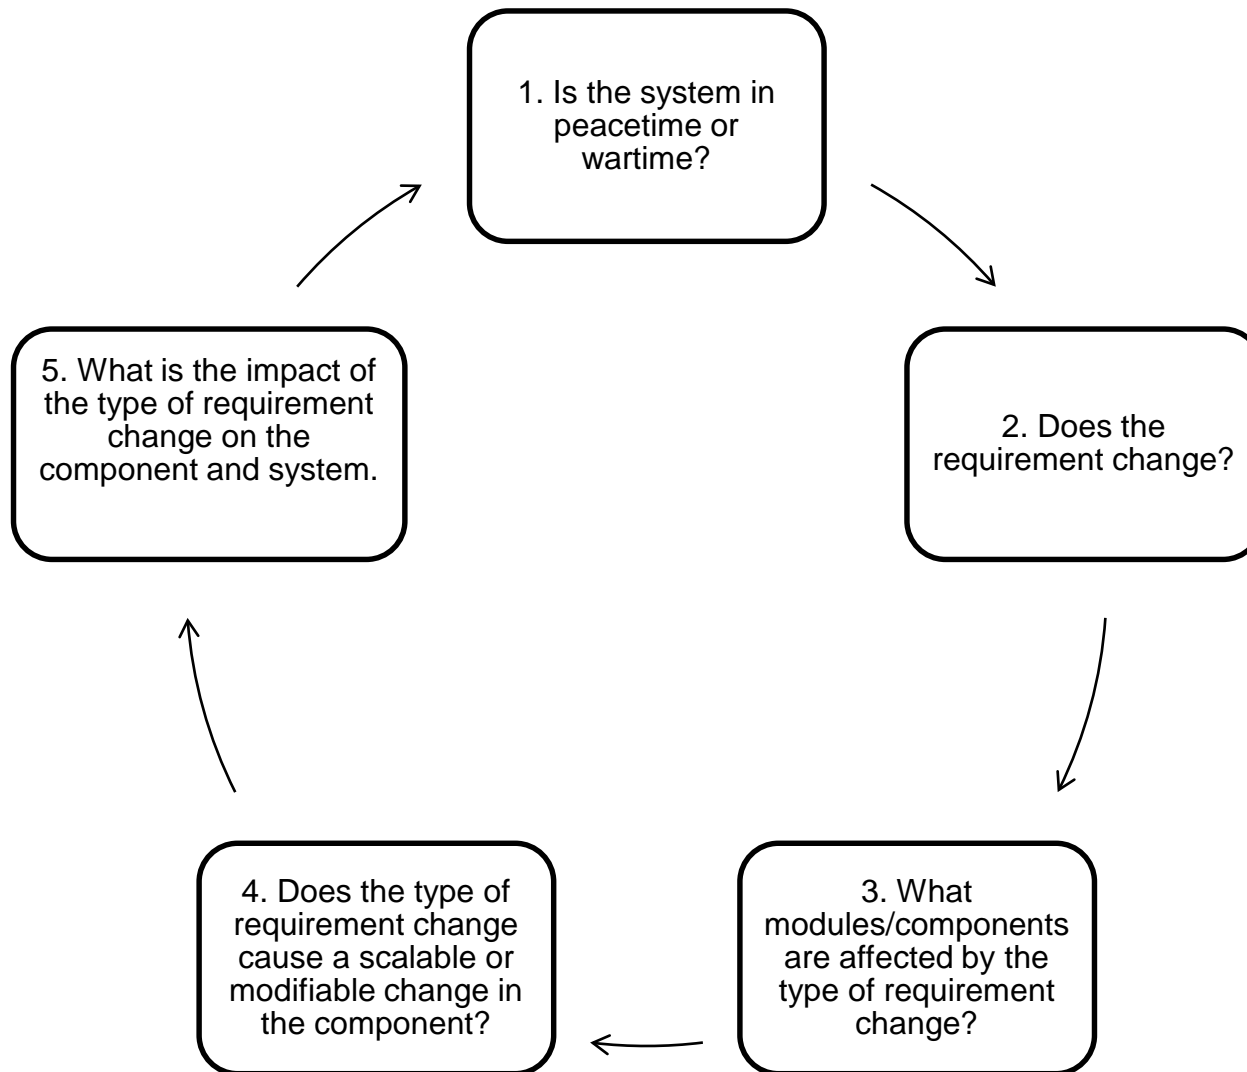 1. Is the system in
peacetime or
wartime?
2. Does the
requirement change?
3. What
modules/components
are affected by the
type of requirement
change?
4. Does the type of
requirement change
cause a scalable or
modifiable change in
the component?
5. What is the impact of
the type of requirement
change on the
component and system.